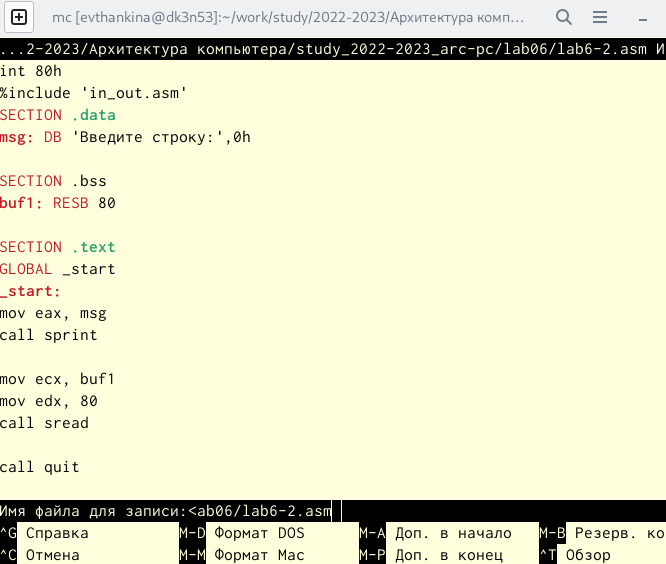 mc [evthankina@dk3n53]:~/work/study/2022-2023/Архитектура комп…
...2-2023/Архитектура компьютера/study_2022-2023_arc-pc/lab06/lab6-2.asm И
int 80h
%include 'in_out.asm'
SECTION .data
msg: DB 'Введите строку:',0h
SECTION .bss
buf1: RESB 80
SECTION .text
GLOBAL _start
_start:
mov eax, msg
call sprint
mov ecx, buf1
mov edx, 80
call sread
call quit
Имя файла для записи:<ab06/lab6-2.asm
^G Справка M-D Формат DOS M-A Доп. в начало M-B Резерв. ко
^C Отмена M-M Формат Mac M-P Доп. в конец ^T Обзор